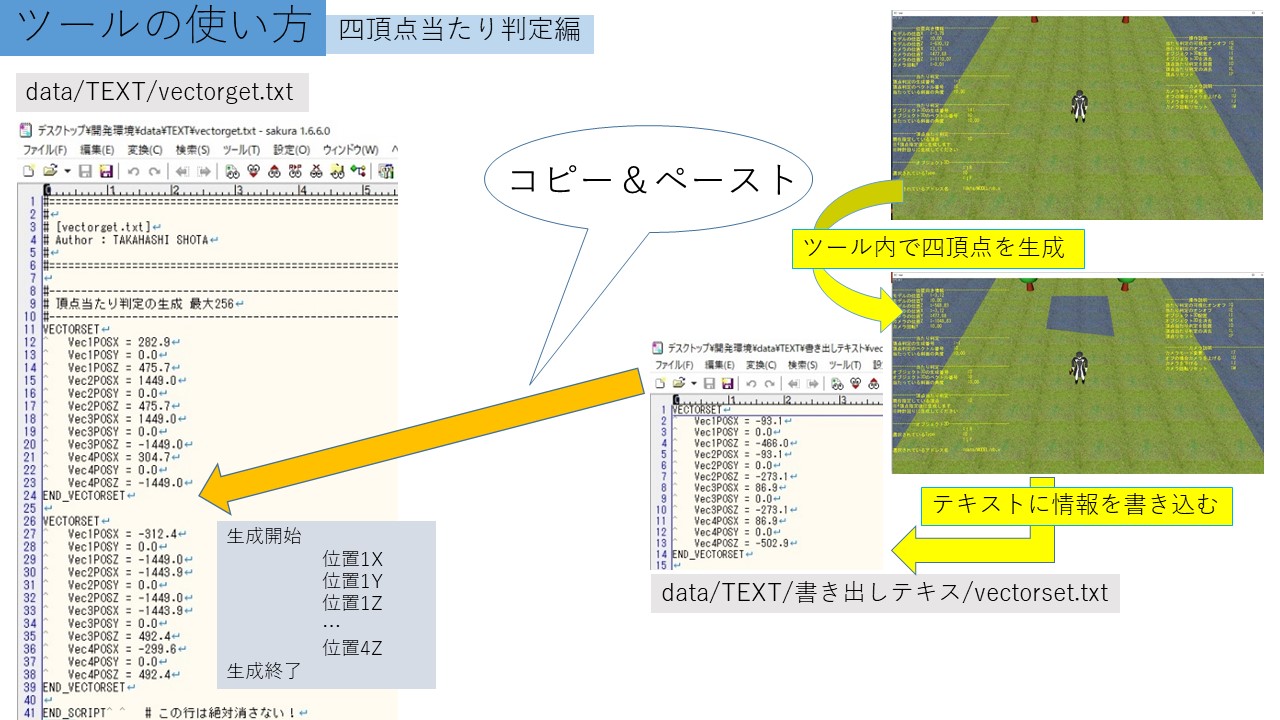 ツールの使い方
四頂点当たり判定編
data/TEXT/vectorget.txt
デスクトップ¥開発環境¥data¥TEXT¥vectorget.txt - sakura 1.6.6.0
ファイル(F) 編集(E) 変換(C) 検索(S) ツール(T) 設定(O) ウィンドウ(W)
1 #
2 #
3 # [vectorget.txt]
4 # Author : TAKAHASHI SHOTA
5 #
6 #
7
8 #
9 # 頂点当たり判定の生成 最大256
10 #
11 VECTORSET
12 Vec1POSX = 282.9
13 Vec1POSY = 0.0
14 Vec1POSZ = 475.7
15 Vec2POSX = 1449.0
16 Vec2POSY = 0.0
17 Vec2POSZ = 475.7
18 Vec3POSX = 1449.0
19 Vec3POSY = 0.0
20 Vec3POSZ = -1449.0
21 Vec4POSX = 304.7
22 Vec4POSY = 0.0
23 Vec4POSZ = -1449.0
24 END_VECTORSET
25
26 VECTORSET
27 Vec1POSX = -312.4
28 Vec1POSY = 0.0
29 Vec1POSZ = -1449.0
30 Vec2POSX = -1443.9
31 Vec2POSY = 0.0
32 Vec2POSZ = -1449.0
33 Vec3POSX = -1443.9
34 Vec3POSY = 0.0
35 Vec3POSZ = 492.4
36 Vec4POSX = -299.6
37 Vec4POSY = 0.0
38 Vec4POSZ = 492.4
39 END_VECTORSET
40
41 END_SCRIPT # この行は絶対消さない！
生成開始
位置1X
位置1Y
位置1Z
…
位置4Z
生成終了
コピー＆ペースト
ツール内で四頂点を生成
テキストに情報を書き込む
デスクトップ¥開発環境¥data¥TEXT¥書き出しテキスト¥vec
ファイル(F) 編集(E) 変換(C) 検索(S) ツール(T) 設
1 VECTORSET
2 Vec1POSX = -93.1
3 Vec1POSY = 0.0
4 Vec1POSZ = -466.0
5 Vec2POSX = -93.1
6 Vec2POSY = 0.0
7 Vec2POSZ = -273.1
8 Vec3POSX = 86.9
9 Vec3POSY = 0.0
10 Vec3POSZ = -273.1
11 Vec4POSX = 86.9
12 Vec4POSY = 0.0
13 Vec4POSZ = -502.9
14 END_VECTORSET
15
data/TEXT/書き出しテキス/vectorset.txt